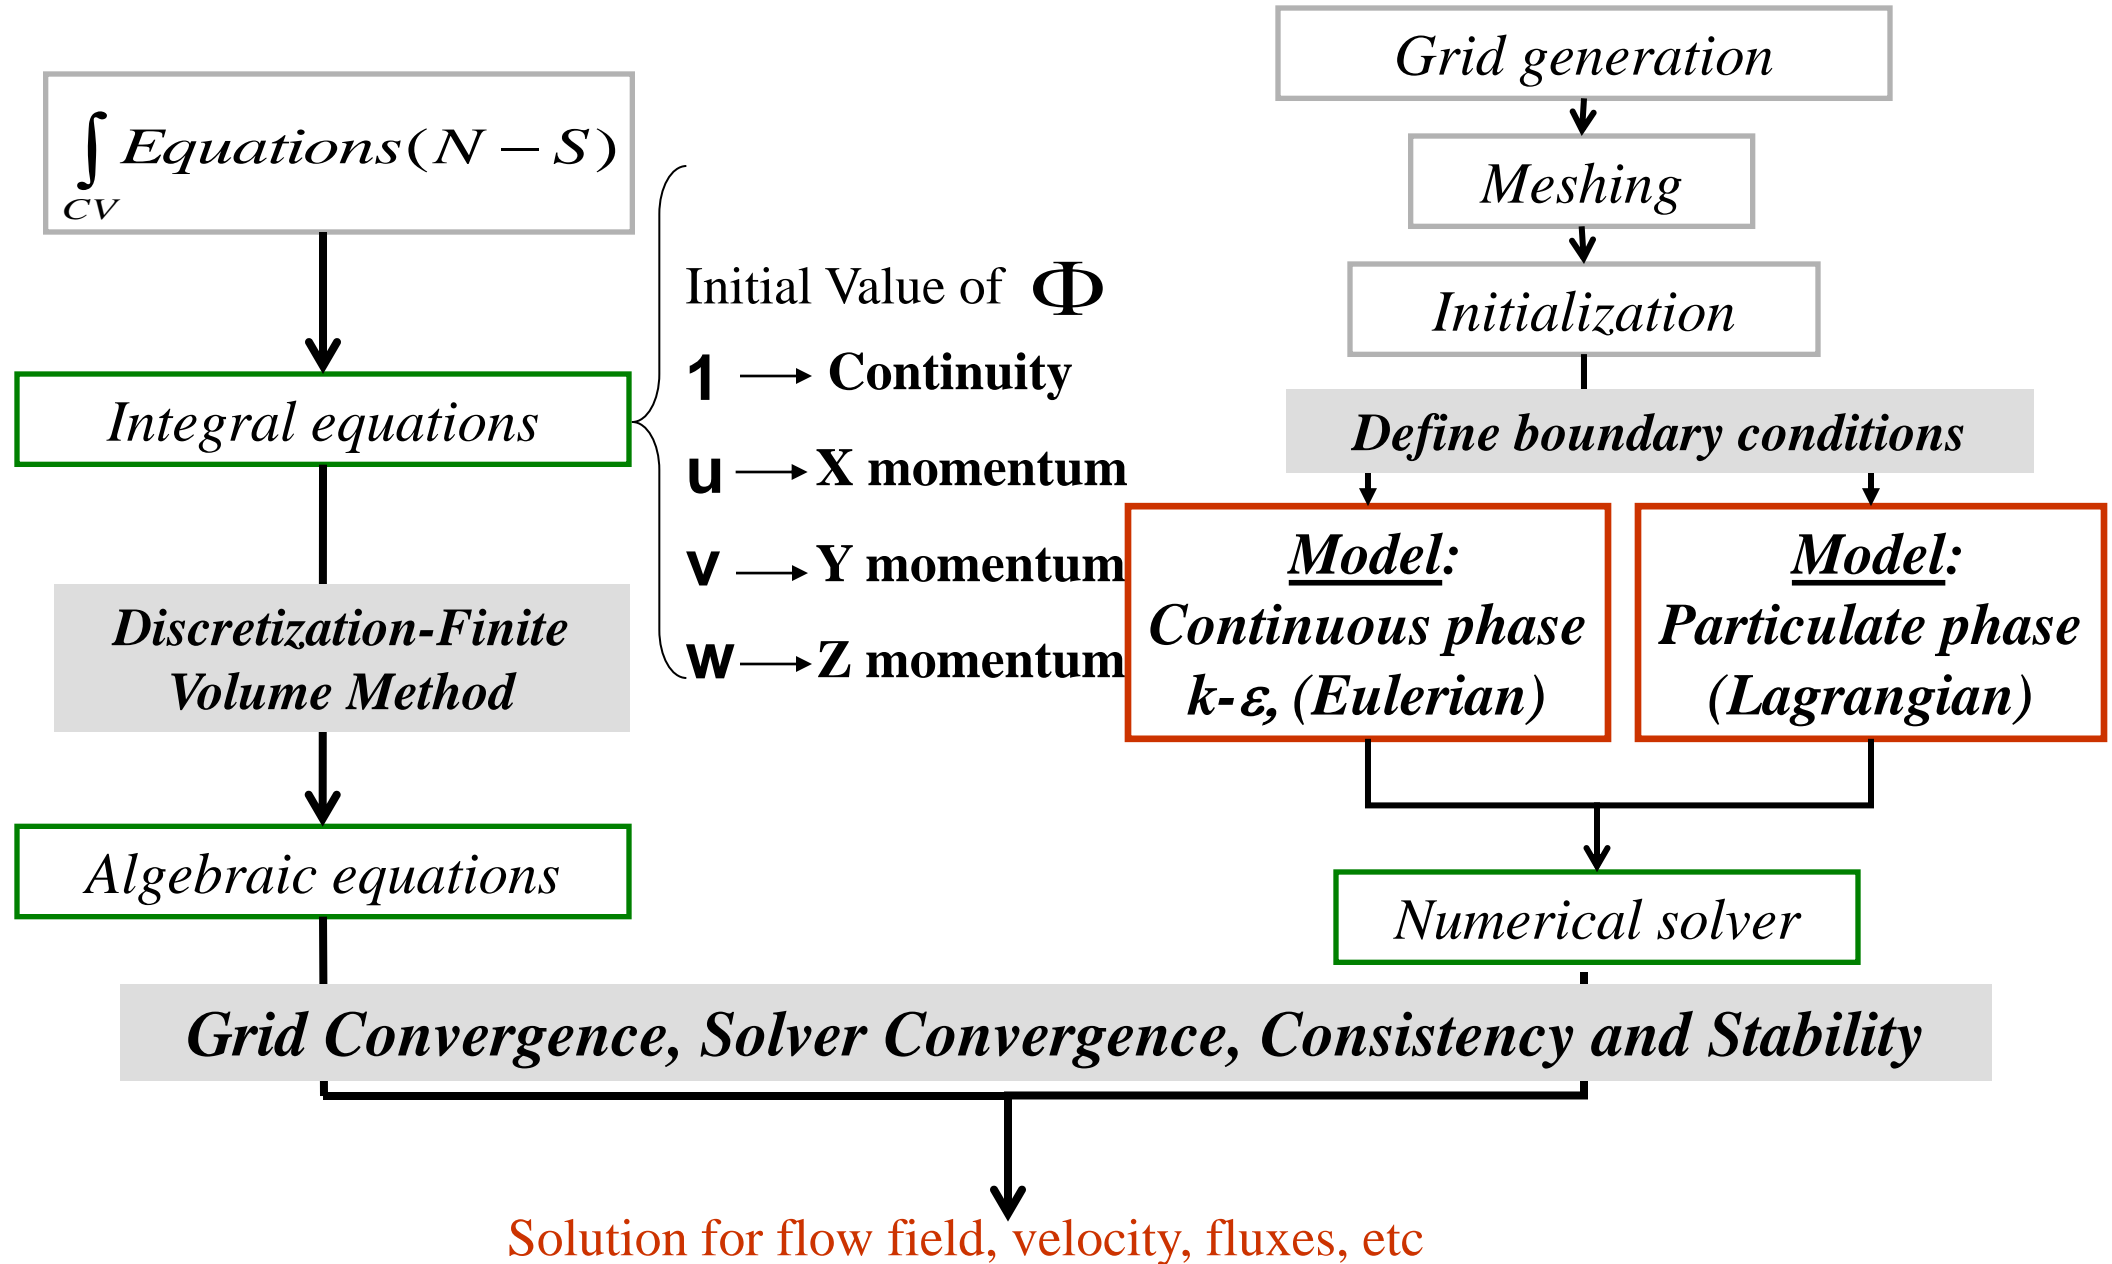 ∫ Equations(N – S)
CV
Integral equations
Discretization-Finite
Volume Method
Algebraic equations
Initial Value of Φ
1 → Continuity
u → X momentum
v → Y momentum
w → Z momentum
Grid generation
Meshing
Initialization
Define boundary conditions
Model:
Continuous phase
k-ε, (Eulerian)
Model:
Particulate phase
(Lagrangian)
Numerical solver
Grid Convergence, Solver Convergence, Consistency and Stability
Solution for flow field, velocity, fluxes, etc